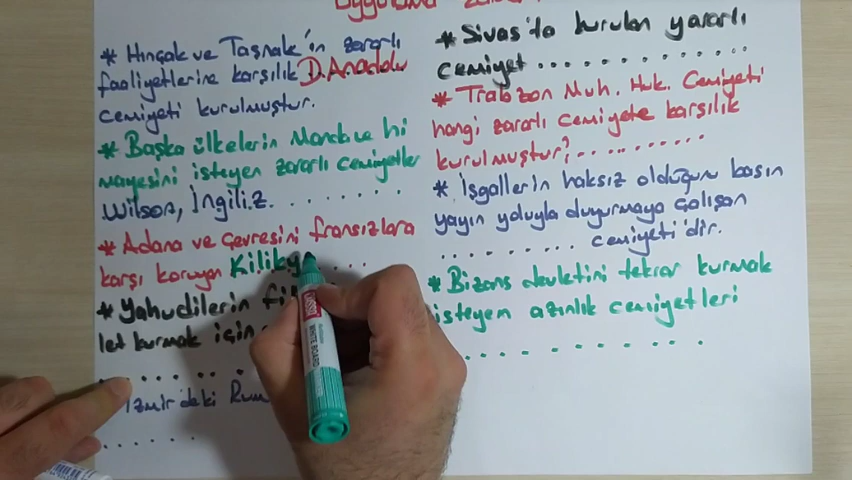 * Hınçak ve Taşnak'ın zararlı
faaliyetlerine karşılık D.Anadolu
cemiyeti kurulmuştur.
* Başka ülkelerin Manda ve hi
mayesini isteyen zararlı cemiyetler
Wilson, İngiliz. . . . . . . .
* Adana ve çevresini fransızlara
karşı koruyan Kilikya . . .
* Yahudilerin
let kurmak için
. . . . . .
İzmir'deki Rum
. . . . . .
* Sivas'ta kurulan yararlı
cemiyet . . . . . . . . . . . . .
* Trabzon Muh. Huk. Cemiyeti
hangi zararlı cemiyete karşılık
kurulmuştur? . . . . . . . . . .
* İşgallerin haksız olduğunu basın
yayın yoluyla duyurmaya çalışan
. . . . . . . . . . cemiyeti'dir.
* Bizans devletini tekrar kurmak
isteyen azınlık cemiyetleri
. . . . . . . . . . . . .